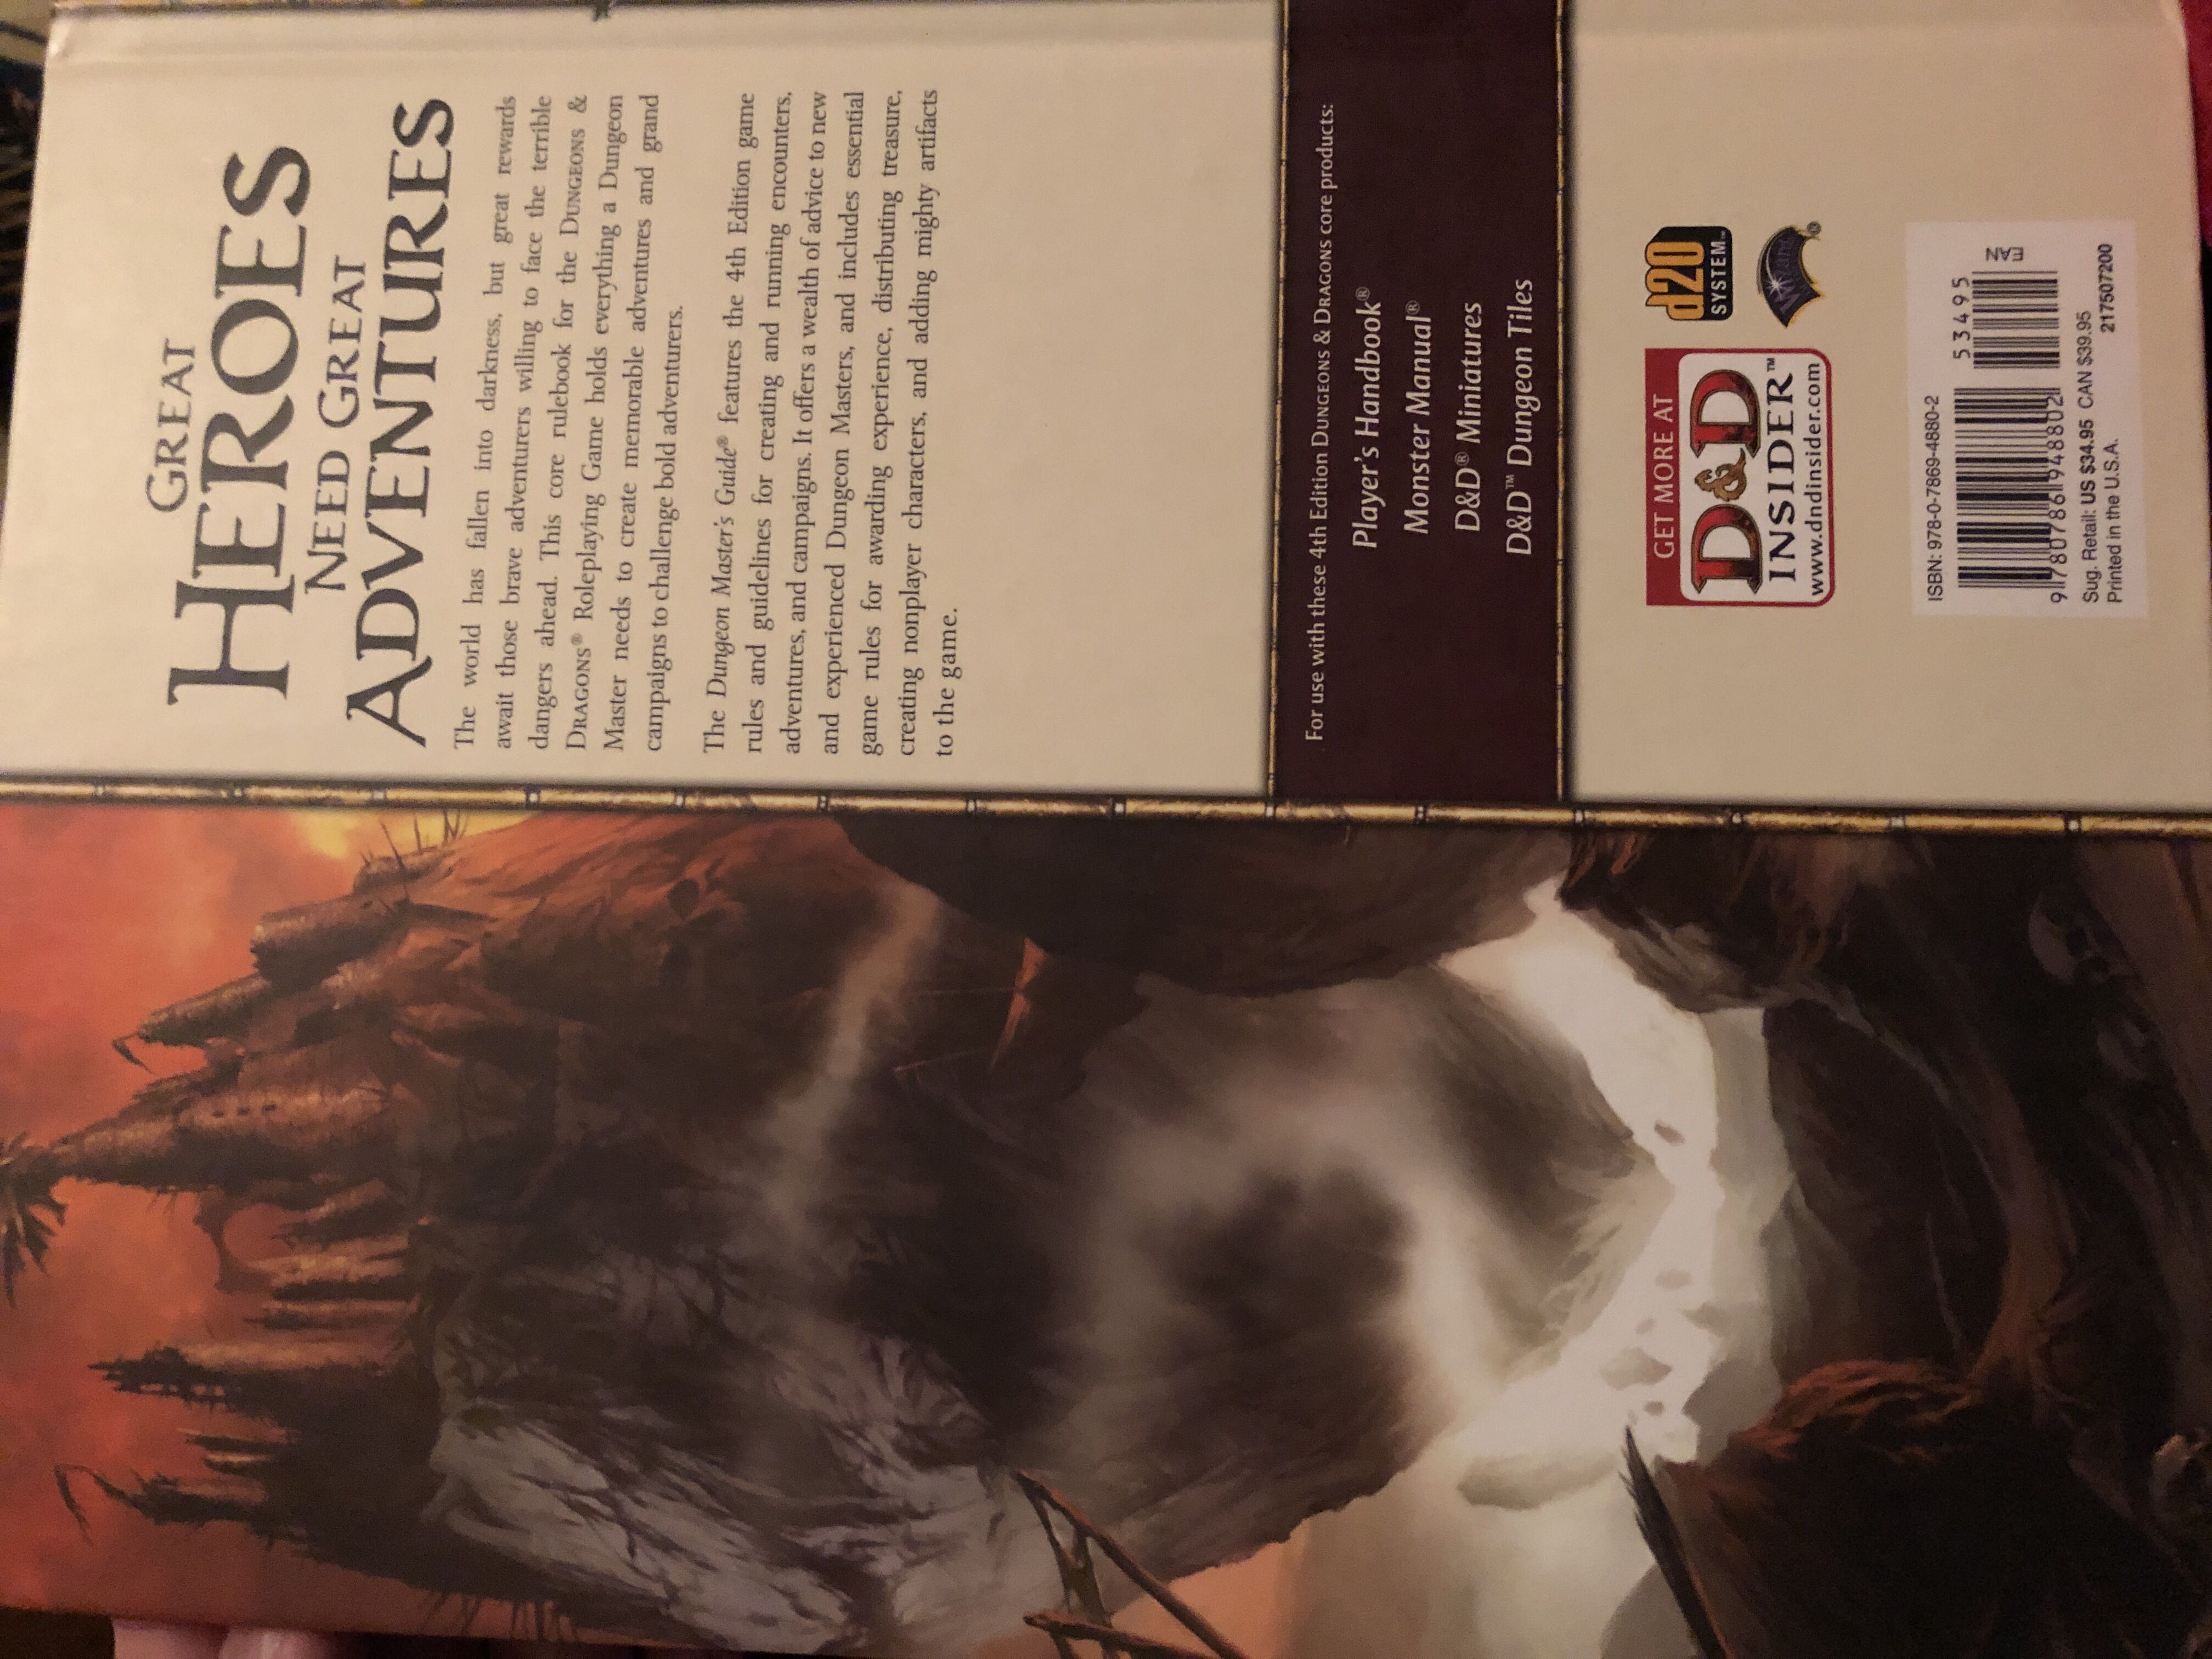 GREAT
HEROES
NEED GREAT
ADVENTURES
The world has fallen into darkness, but great rewards
await those brave adventurers willing to face the terrible
dangers ahead. This core rulebook for the DUNGEONS &
DRAGONS® Roleplaying Game holds everything a Dungeon
Master needs to create memorable adventures and grand
campaigns to challenge bold adventurers.
The Dungeon Master's Guide® features the 4th Edition game
rules and guidelines for creating and running encounters,
adventures, and campaigns. It offers a wealth of advice to new
and experienced Dungeon Masters, and includes essential
game rules for awarding experience, distributing treasure,
creating nonplayer characters, and adding mighty artifacts
to the game.
For use with these 4th Edition DUNGEONS & DRAGONS core products:
Player's Handbook®
Monster Manual®
D&D® Miniatures
D&D™ Dungeon Tiles
GET MORE AT
D&D
INSIDER™
www.dndinsider.com
d20
SYSTEM™
ISBN: 978-0-7869-4880-2
53495
9780786948802
Sug. Retail: US $34.95 CAN $39.95
Printed in the U.S.A.
217507200